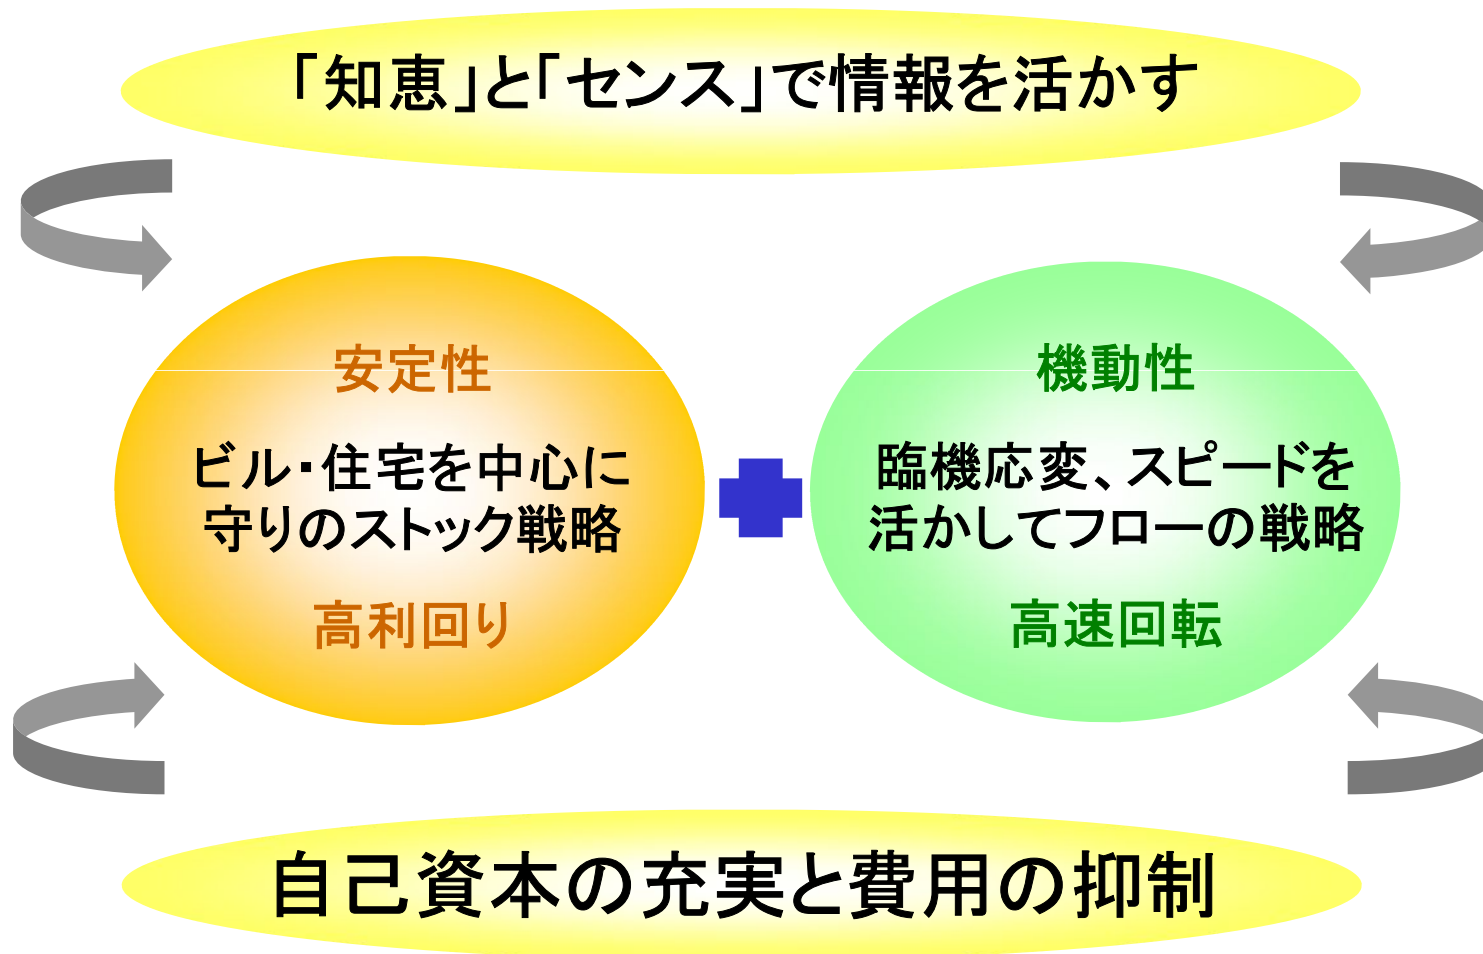 「知恵」と「センス」で情報を活かす
安定性
ビル・住宅を中心に
守りのストック戦略
高利回り
機動性
臨機応変、スピードを
活かしてフローの戦略
高速回転
自己資本の充実と費用の抑制